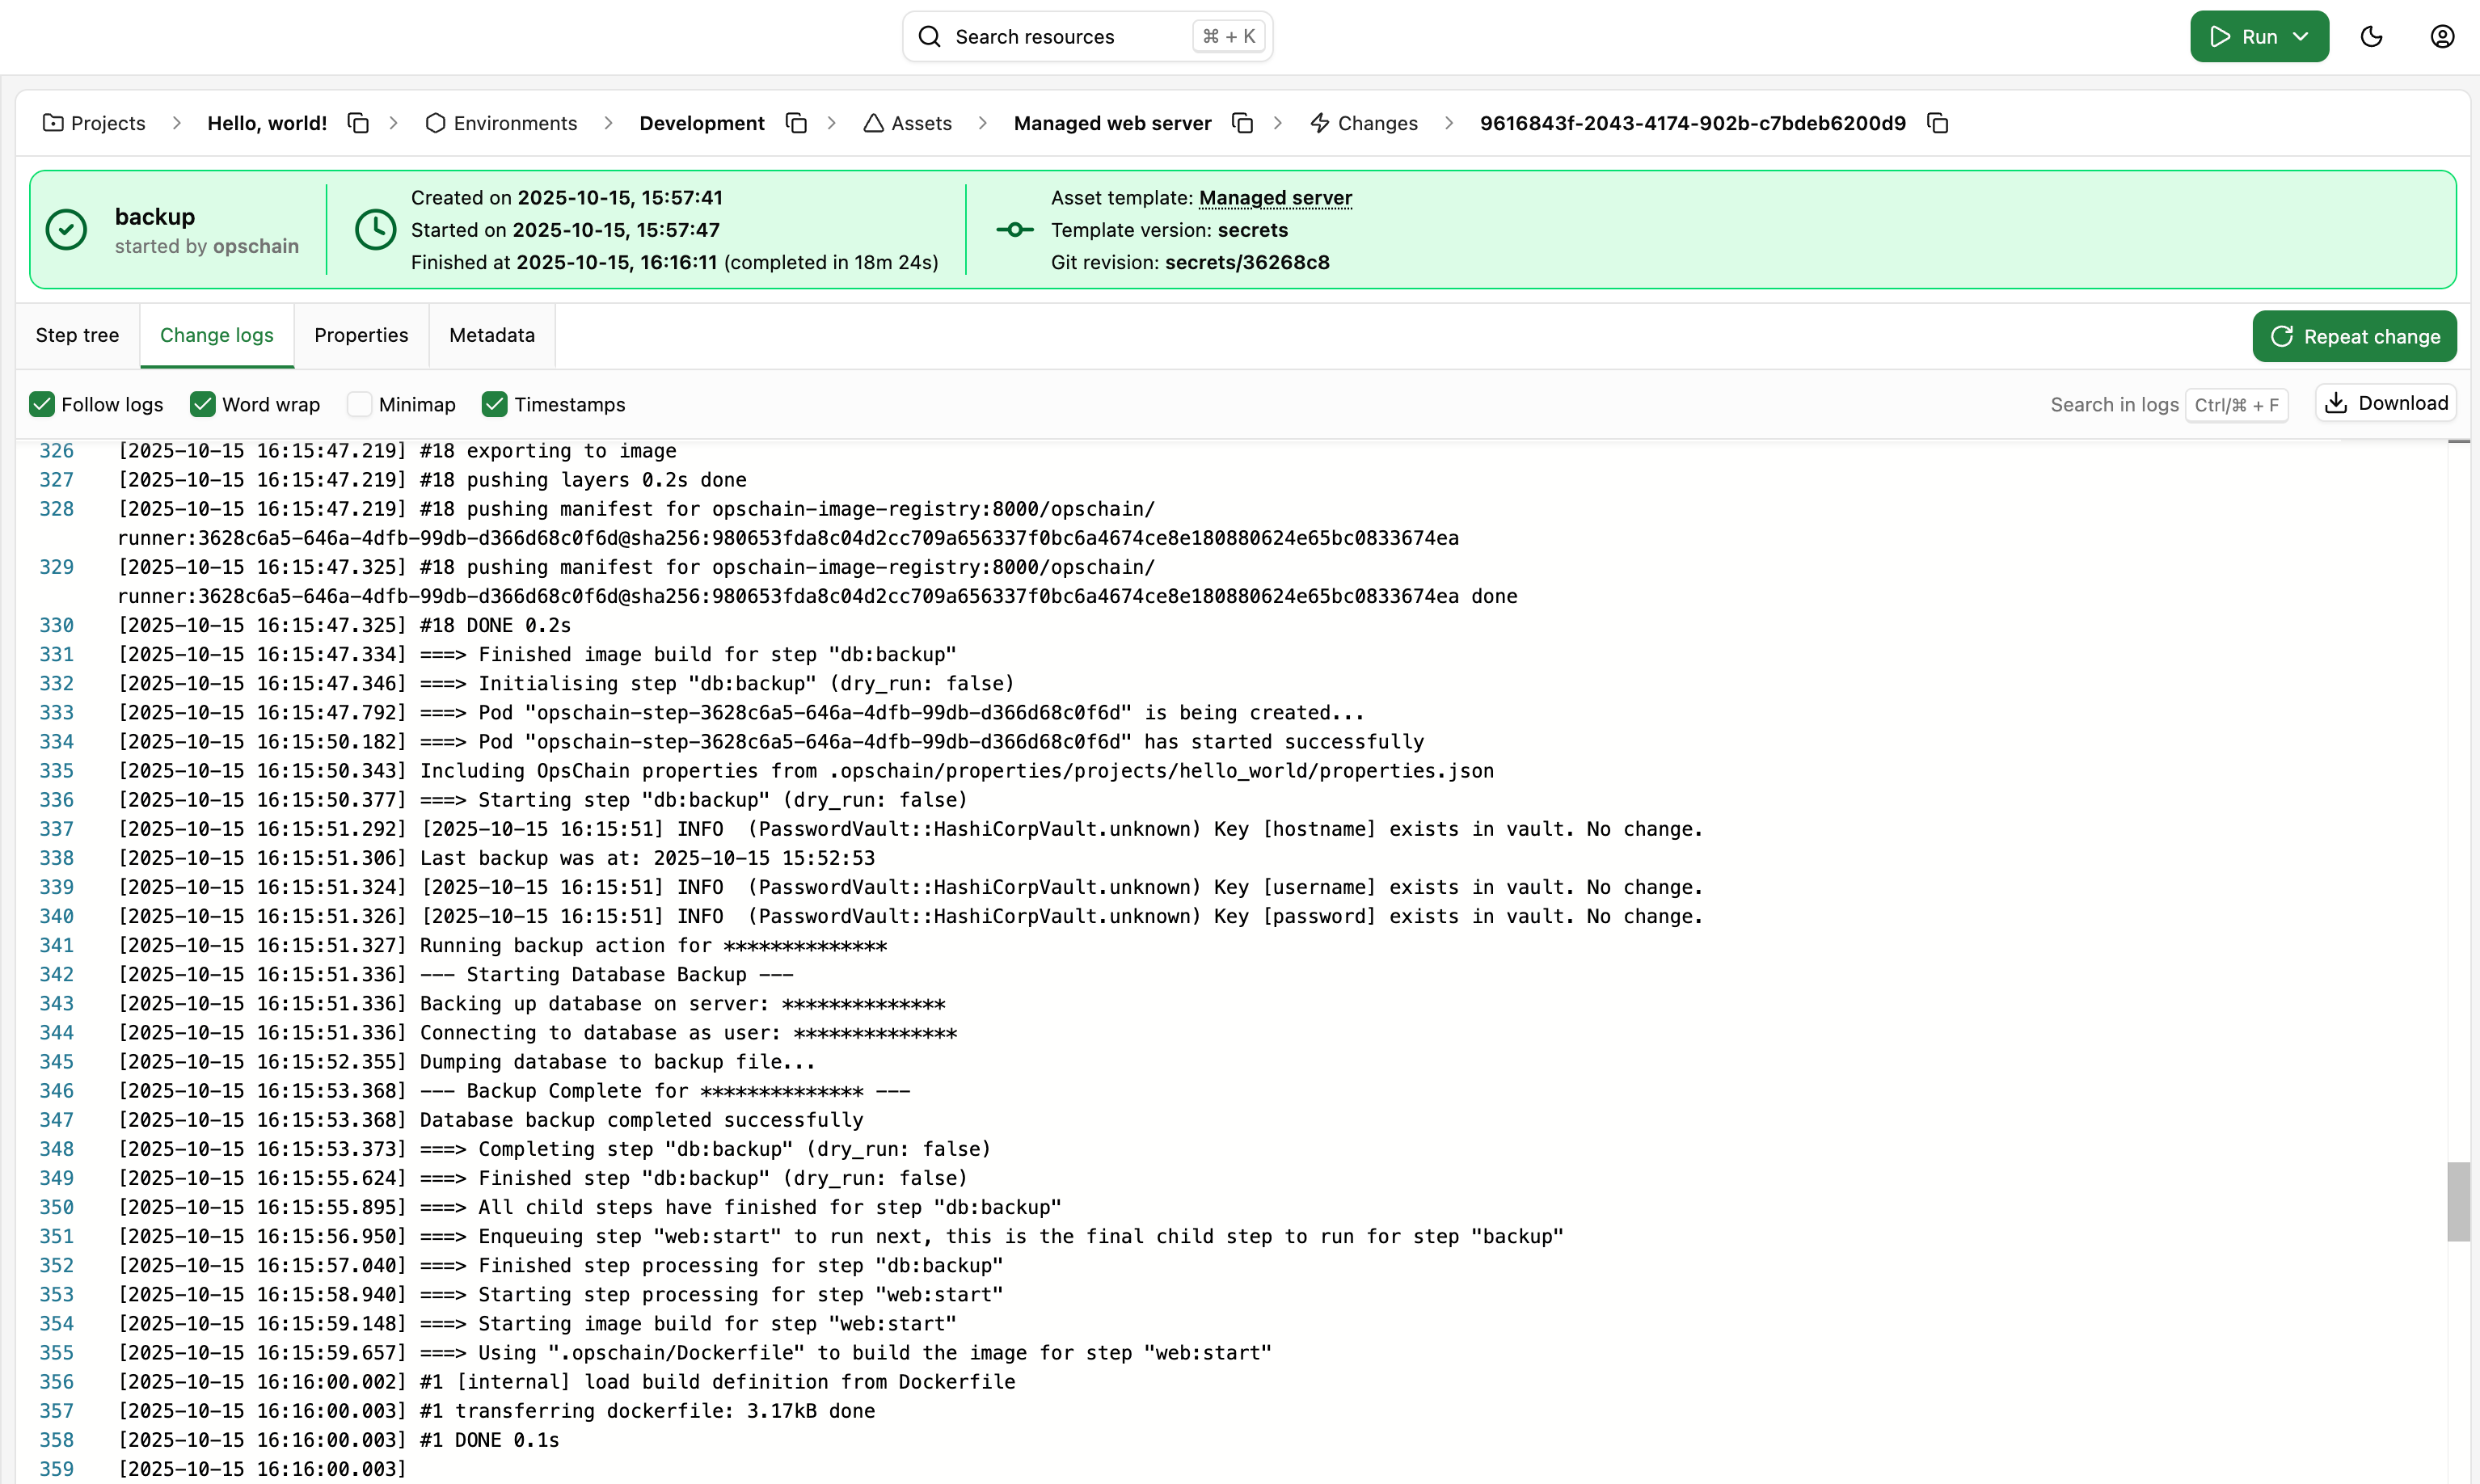 Search resources ⌘ + K Run
Projects > Hello, world! > Environments > Development > Assets > Managed web server > Changes > 9616843f-2043-4174-902b-c7bdeb6200d9
backup
started by opschain
Created on 2025-10-15, 15:57:41
Started on 2025-10-15, 15:57:47
Finished at 2025-10-15, 16:16:11 (completed in 18m 24s)
Asset template: Managed server
Template version: secrets
Git revision: secrets/36268c8
Step tree Change logs Properties Metadata Repeat change
Follow logs Word wrap Minimap Timestamps Search in logs Ctrl/⌘ + F Download
326 [2025-10-15 16:15:47.219] #18 exporting to image
327 [2025-10-15 16:15:47.219] #18 pushing layers 0.2s done
328 [2025-10-15 16:15:47.219] #18 pushing manifest for opschain-image-registry:8000/opschain/
runner:3628c6a5-646a-4dfb-99db-d366d68c0f6d@sha256:980653fda8c04d2cc709a656337f0bc6a4674ce8e180880624e65bc0833674ea
329 [2025-10-15 16:15:47.325] #18 pushing manifest for opschain-image-registry:8000/opschain/
runner:3628c6a5-646a-4dfb-99db-d366d68c0f6d@sha256:980653fda8c04d2cc709a656337f0bc6a4674ce8e180880624e65bc0833674ea done
330 [2025-10-15 16:15:47.325] #18 DONE 0.2s
331 [2025-10-15 16:15:47.334] ===> Finished image build for step "db:backup"
332 [2025-10-15 16:15:47.346] ===> Initialising step "db:backup" (dry_run: false)
333 [2025-10-15 16:15:47.792] ===> Pod "opschain-step-3628c6a5-646a-4dfb-99db-d366d68c0f6d" is being created...
334 [2025-10-15 16:15:50.182] ===> Pod "opschain-step-3628c6a5-646a-4dfb-99db-d366d68c0f6d" has started successfully
335 [2025-10-15 16:15:50.343] Including OpsChain properties from .opschain/properties/projects/hello_world/properties.json
336 [2025-10-15 16:15:50.377] ===> Starting step "db:backup" (dry_run: false)
337 [2025-10-15 16:15:51.292] [2025-10-15 16:15:51] INFO  (PasswordVault::HashiCorpVault.unknown) Key [hostname] exists in vault. No change.
338 [2025-10-15 16:15:51.306] Last backup was at: 2025-10-15 15:52:53
339 [2025-10-15 16:15:51.324] [2025-10-15 16:15:51] INFO  (PasswordVault::HashiCorpVault.unknown) Key [username] exists in vault. No change.
340 [2025-10-15 16:15:51.326] [2025-10-15 16:15:51] INFO  (PasswordVault::HashiCorpVault.unknown) Key [password] exists in vault. No change.
341 [2025-10-15 16:15:51.327] Running backup action for **************
342 [2025-10-15 16:15:51.336] --- Starting Database Backup ---
343 [2025-10-15 16:15:51.336] Backing up database on server: **************
344 [2025-10-15 16:15:51.336] Connecting to database as user: **************
345 [2025-10-15 16:15:52.355] Dumping database to backup file...
346 [2025-10-15 16:15:53.368] --- Backup Complete for ************** ---
347 [2025-10-15 16:15:53.368] Database backup completed successfully
348 [2025-10-15 16:15:53.373] ===> Completing step "db:backup" (dry_run: false)
349 [2025-10-15 16:15:55.624] ===> Finished step "db:backup" (dry_run: false)
350 [2025-10-15 16:15:55.895] ===> All child steps have finished for step "db:backup"
351 [2025-10-15 16:15:56.950] ===> Enqueuing step "web:start" to run next, this is the final child step to run for step "backup"
352 [2025-10-15 16:15:57.040] ===> Finished step processing for step "db:backup"
353 [2025-10-15 16:15:58.940] ===> Starting step processing for step "web:start"
354 [2025-10-15 16:15:59.148] ===> Starting image build for step "web:start"
355 [2025-10-15 16:15:59.657] ===> Using ".opschain/Dockerfile" to build the image for step "web:start"
356 [2025-10-15 16:16:00.002] #1 [internal] load build definition from Dockerfile
357 [2025-10-15 16:16:00.003] #1 transferring dockerfile: 3.17kB done
358 [2025-10-15 16:16:00.003] #1 DONE 0.1s
359 [2025-10-15 16:16:00.003]